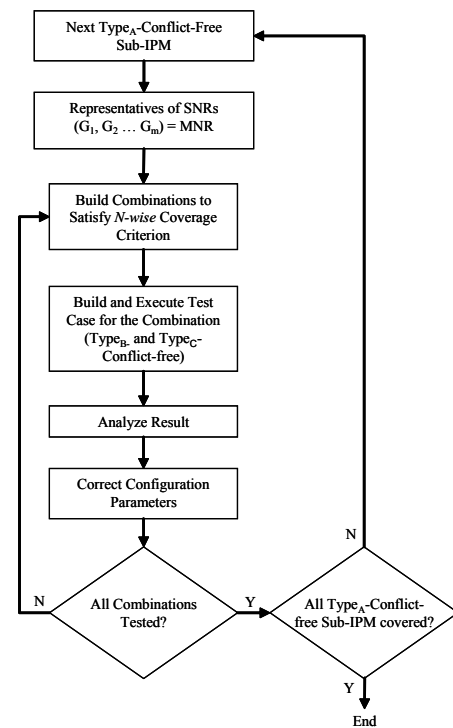 Next TypeA-Conflict-Free
Sub-IPM
Representatives of SNRs
(G1, G2 … Gm) = MNR
Build Combinations to
Satisfy N-wise Coverage
Criterion
Build and Execute Test
Case for the Combination
(TypeB- and TypeC-
Conflict-free)
Analyze Result
Correct Configuration
Parameters
N
All Combinations
Tested?
Y
N
All TypeA-Conflict-
free Sub-IPM covered?
Y
End